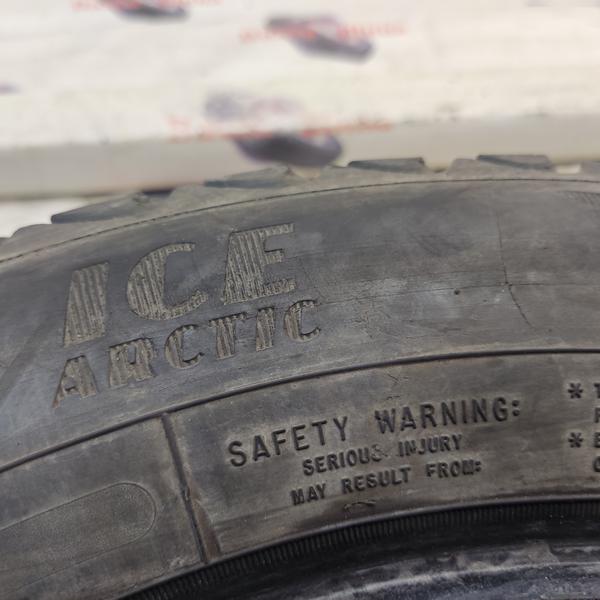 ICE
ARCTIC
SAFETY WARNING:
SERIOUS INJURY
MAY RESULT FROM:
*
*